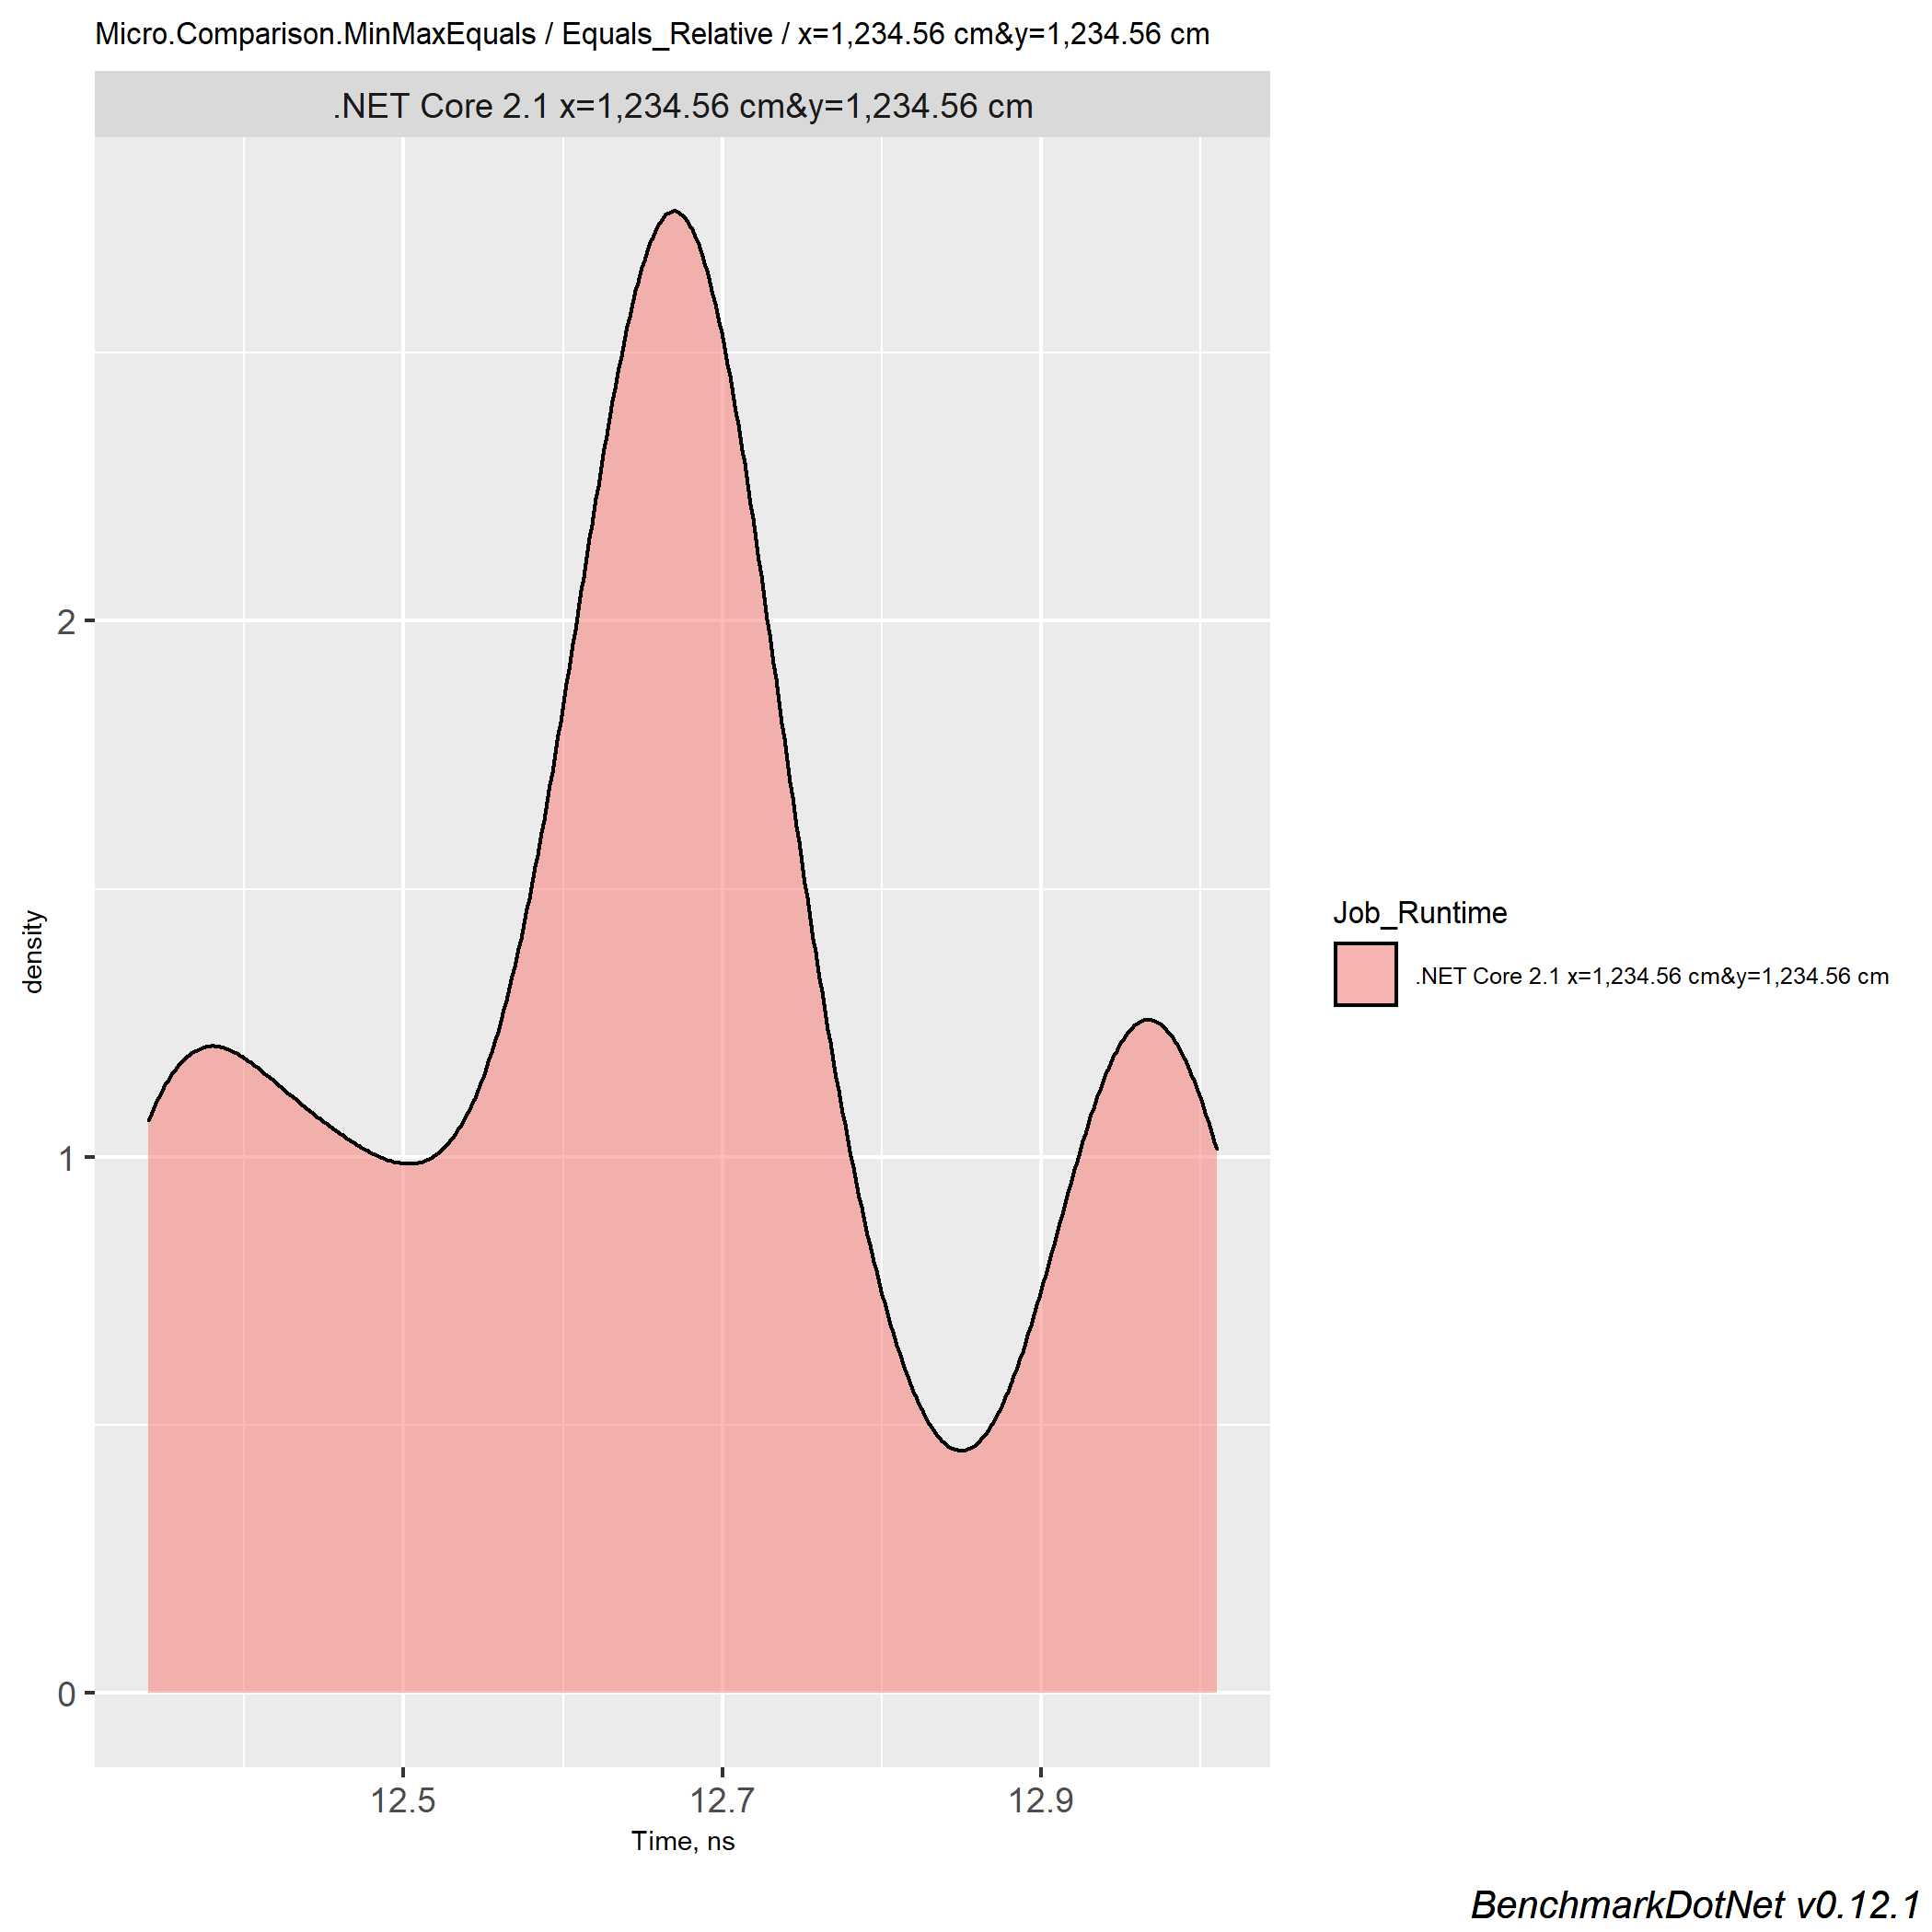 Micro.Comparison.MinMaxEquals / Equals_Relative / x=1,234.56 cm&y=1,234.56 cm
.NET Core 2.1 x=1,234.56 cm&y=1,234.56 cm
density
2
1
0
12.5 12.7 12.9
Time, ns
Job_Runtime
.NET Core 2.1 x=1,234.56 cm&y=1,234.56 cm
BenchmarkDotNet v0.12.1